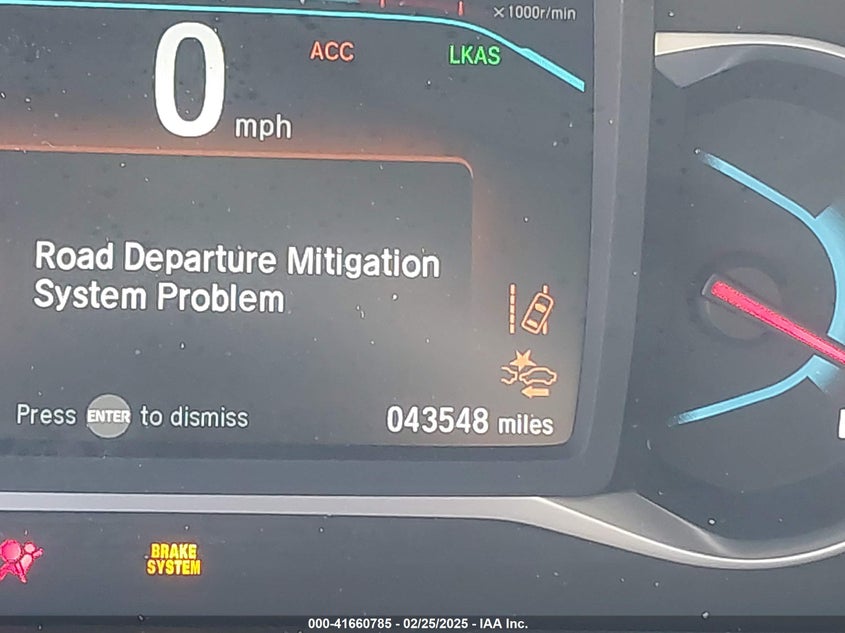 ×1000r/min
ACC
LKAS
0 mph
Road Departure Mitigation
System Problem
Press ENTER to dismiss
043548 miles
BRAKE
SYSTEM
000-41660785 - 02/25/2025 - IAA Inc.